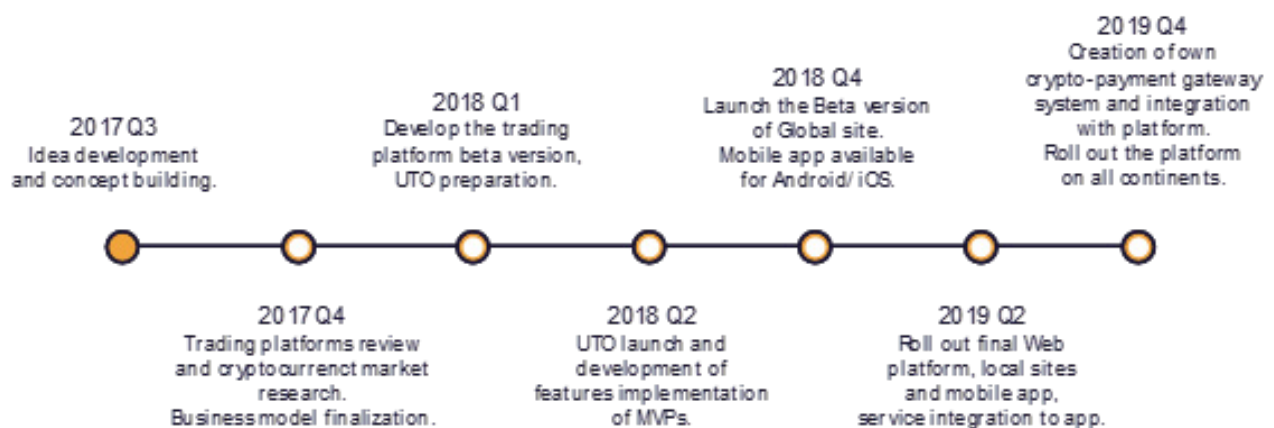 2017 Q3
Idea development
and concept building.
2017 Q4
Trading platforms review
and cryptocurrenct market
research.
Business model finalization.
2018 Q1
Develop the trading
platform beta version,
UTO preparation.
2018 Q2
UTO launch and
development of
features implementation
of MVPs.
2018 Q4
Launch the Beta version
of Global site.
Mobile app available
for Android/ iOS.
2019 Q2
Roll out final Web
platform, local sites
and mobile app,
service integration to app.
2019 Q4
Creation of own
crypto-payment gateway
system and integration
with platform.
Roll out the platform
on all continents.